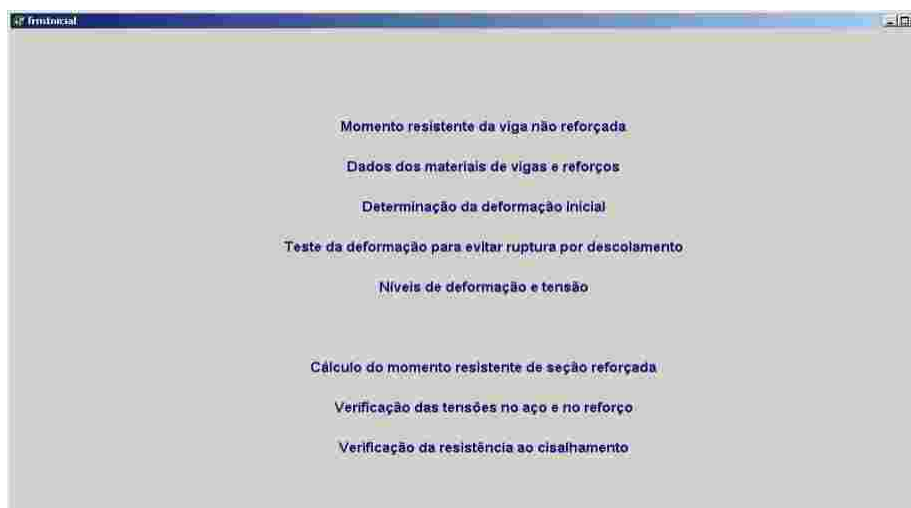 frmInicial
Momento resistente da viga não reforçada
Dados dos materiais de vigas e reforços
Determinação da deformação inicial
Teste da deformação para evitar ruptura por descolamento
Níveis de deformação e tensão
Cálculo do momento resistente de seção reforçada
Verificação das tensões no aço e no reforço
Verificação da resistência ao cisalhamento